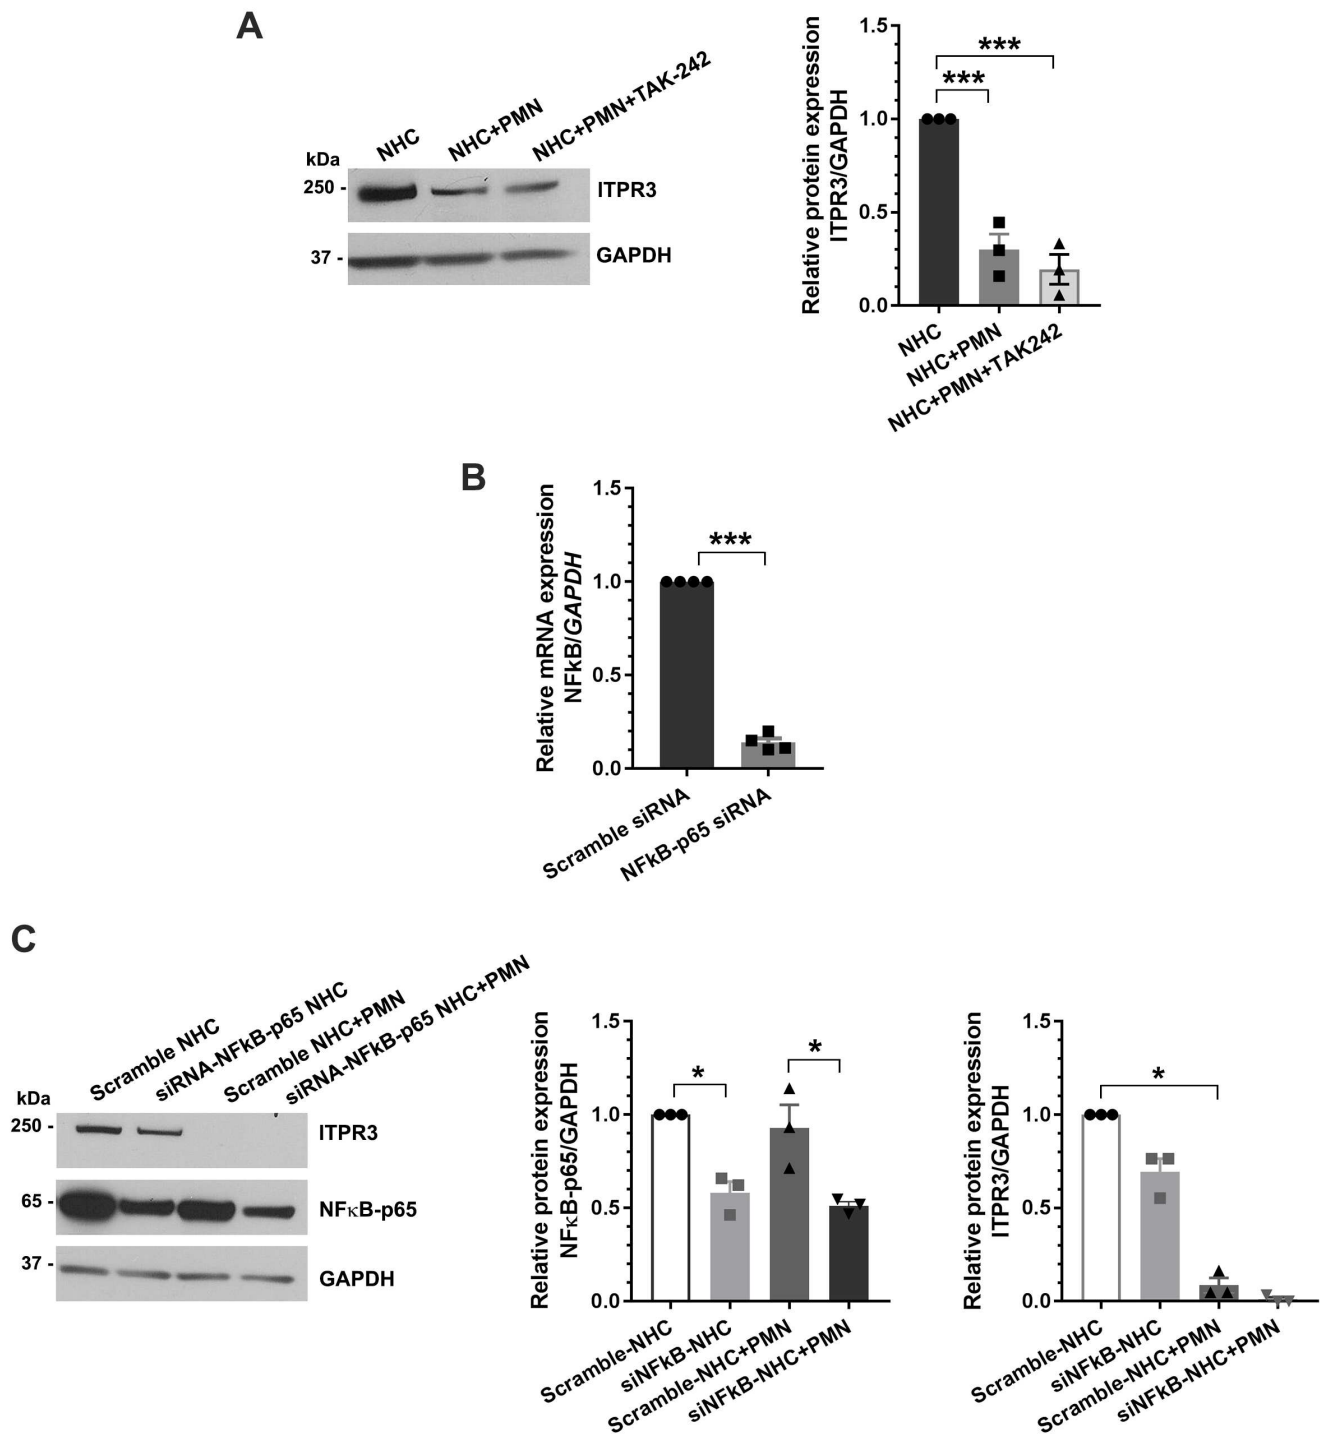 A
kDa
NHC
NHC+PMN
NHC+PMN+TAK-242
250 -
ITPR3
37 -
GAPDH
Relative protein expression
ITPR3/GAPDH
1.5
1.0
0.5
0.0
***
***
NHC
NHC+PMN
NHC+PMN+TAK242
B
Relative mRNA expression
NFkB/GAPDH
1.5
1.0
0.5
0.0
***
Scramble siRNA
NFkB-p65 siRNA
C
kDa
Scramble NHC
siRNA-NFkB-p65 NHC
Scramble NHC+PMN
siRNA-NFkB-p65 NHC+PMN
250 -
ITPR3
65 -
NFκB-p65
37 -
GAPDH
Relative protein expression
NFκB-p65/GAPDH
1.5
1.0
0.5
0.0
*
*
Scramble-NHC
siNFkB-NHC
Scramble-NHC+PMN
siNFkB-NHC+PMN
Relative protein expression
ITPR3/GAPDH
1.5
1.0
0.5
0.0
*
Scramble-NHC
siNFkB-NHC
Scramble-NHC+PMN
siNFkB-NHC+PMN